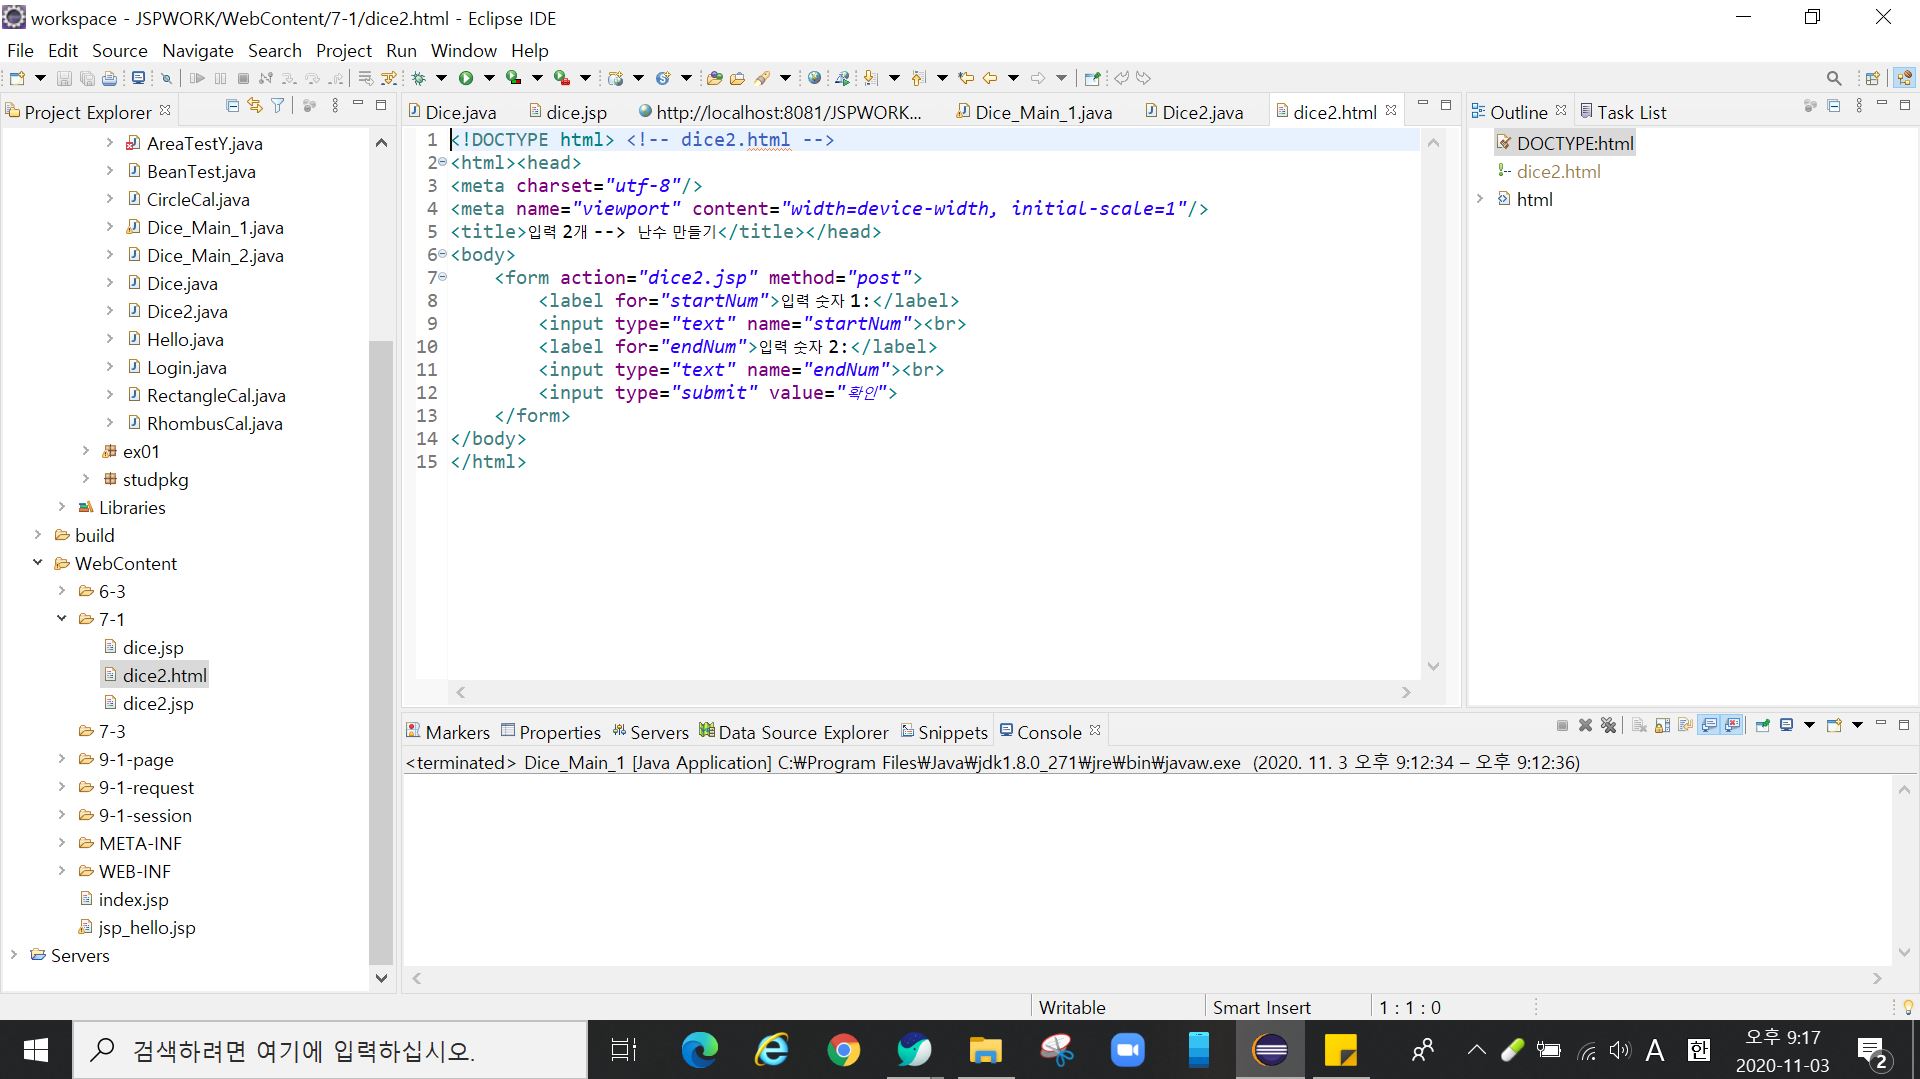 workspace - JSPWORK/WebContent/7-1/dice2.html - Eclipse IDE
File Edit Source Navigate Search Project Run Window Help
Project Explorer
AreaTestY.java
BeanTest.java
CircleCal.java
Dice_Main_1.java
Dice_Main_2.java
Dice.java
Dice2.java
Hello.java
Login.java
RectangleCal.java
RhombusCal.java
ex01
studpkg
Libraries
build
WebContent
6-3
7-1
dice.jsp
dice2.html
dice2.jsp
7-3
9-1-page
9-1-request
9-1-session
META-INF
WEB-INF
index.jsp
jsp_hello.jsp
Servers
Dice.java dice.jsp http://localhost:8081/JSPWORK... Dice_Main_1.java Dice2.java dice2.html
1 <!DOCTYPE html> <!-- dice2.html -->
2 <html><head>
3 <meta charset="utf-8"/>
4 <meta name="viewport" content="width=device-width, initial-scale=1"/>
5 <title>입력 2개 --> 난수 만들기</title></head>
6 <body>
7 <form action="dice2.jsp" method="post">
8 <label for="startNum">입력 숫자 1:</label>
9 <input type="text" name="startNum"><br>
10 <label for="endNum">입력 숫자 2:</label>
11 <input type="text" name="endNum"><br>
12 <input type="submit" value="확인">
13 </form>
14 </body>
15 </html>
Outline Task List
DOCTYPE:html
dice2.html
html
Markers Properties Servers Data Source Explorer Snippets Console
<terminated> Dice_Main_1 [Java Application] C:₩Program Files₩Java₩jdk1.8.0_271₩jre₩bin₩javaw.exe (2020. 11. 3 오후 9:12:34 – 오후 9:12:36)
Writable Smart Insert 1 : 1 : 0
검색하려면 여기에 입력하십시오.
A 한
오후 9:17
2020-11-03
2